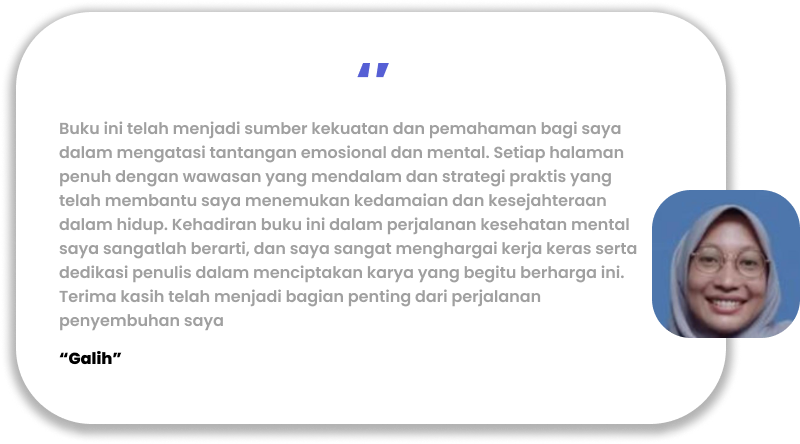 "
Buku ini telah menjadi sumber kekuatan dan pemahaman bagi saya
dalam mengatasi tantangan emosional dan mental. Setiap halaman
penuh dengan wawasan yang mendalam dan strategi praktis yang
telah membantu saya menemukan kedamaian dan kesejahteraan
dalam hidup. Kehadiran buku ini dalam perjalanan kesehatan mental
saya sangatlah berarti, dan saya sangat menghargai kerja keras serta
dedikasi penulis dalam menciptakan karya yang begitu berharga ini.
Terima kasih telah menjadi bagian penting dari perjalanan
penyembuhan saya
“Galih”